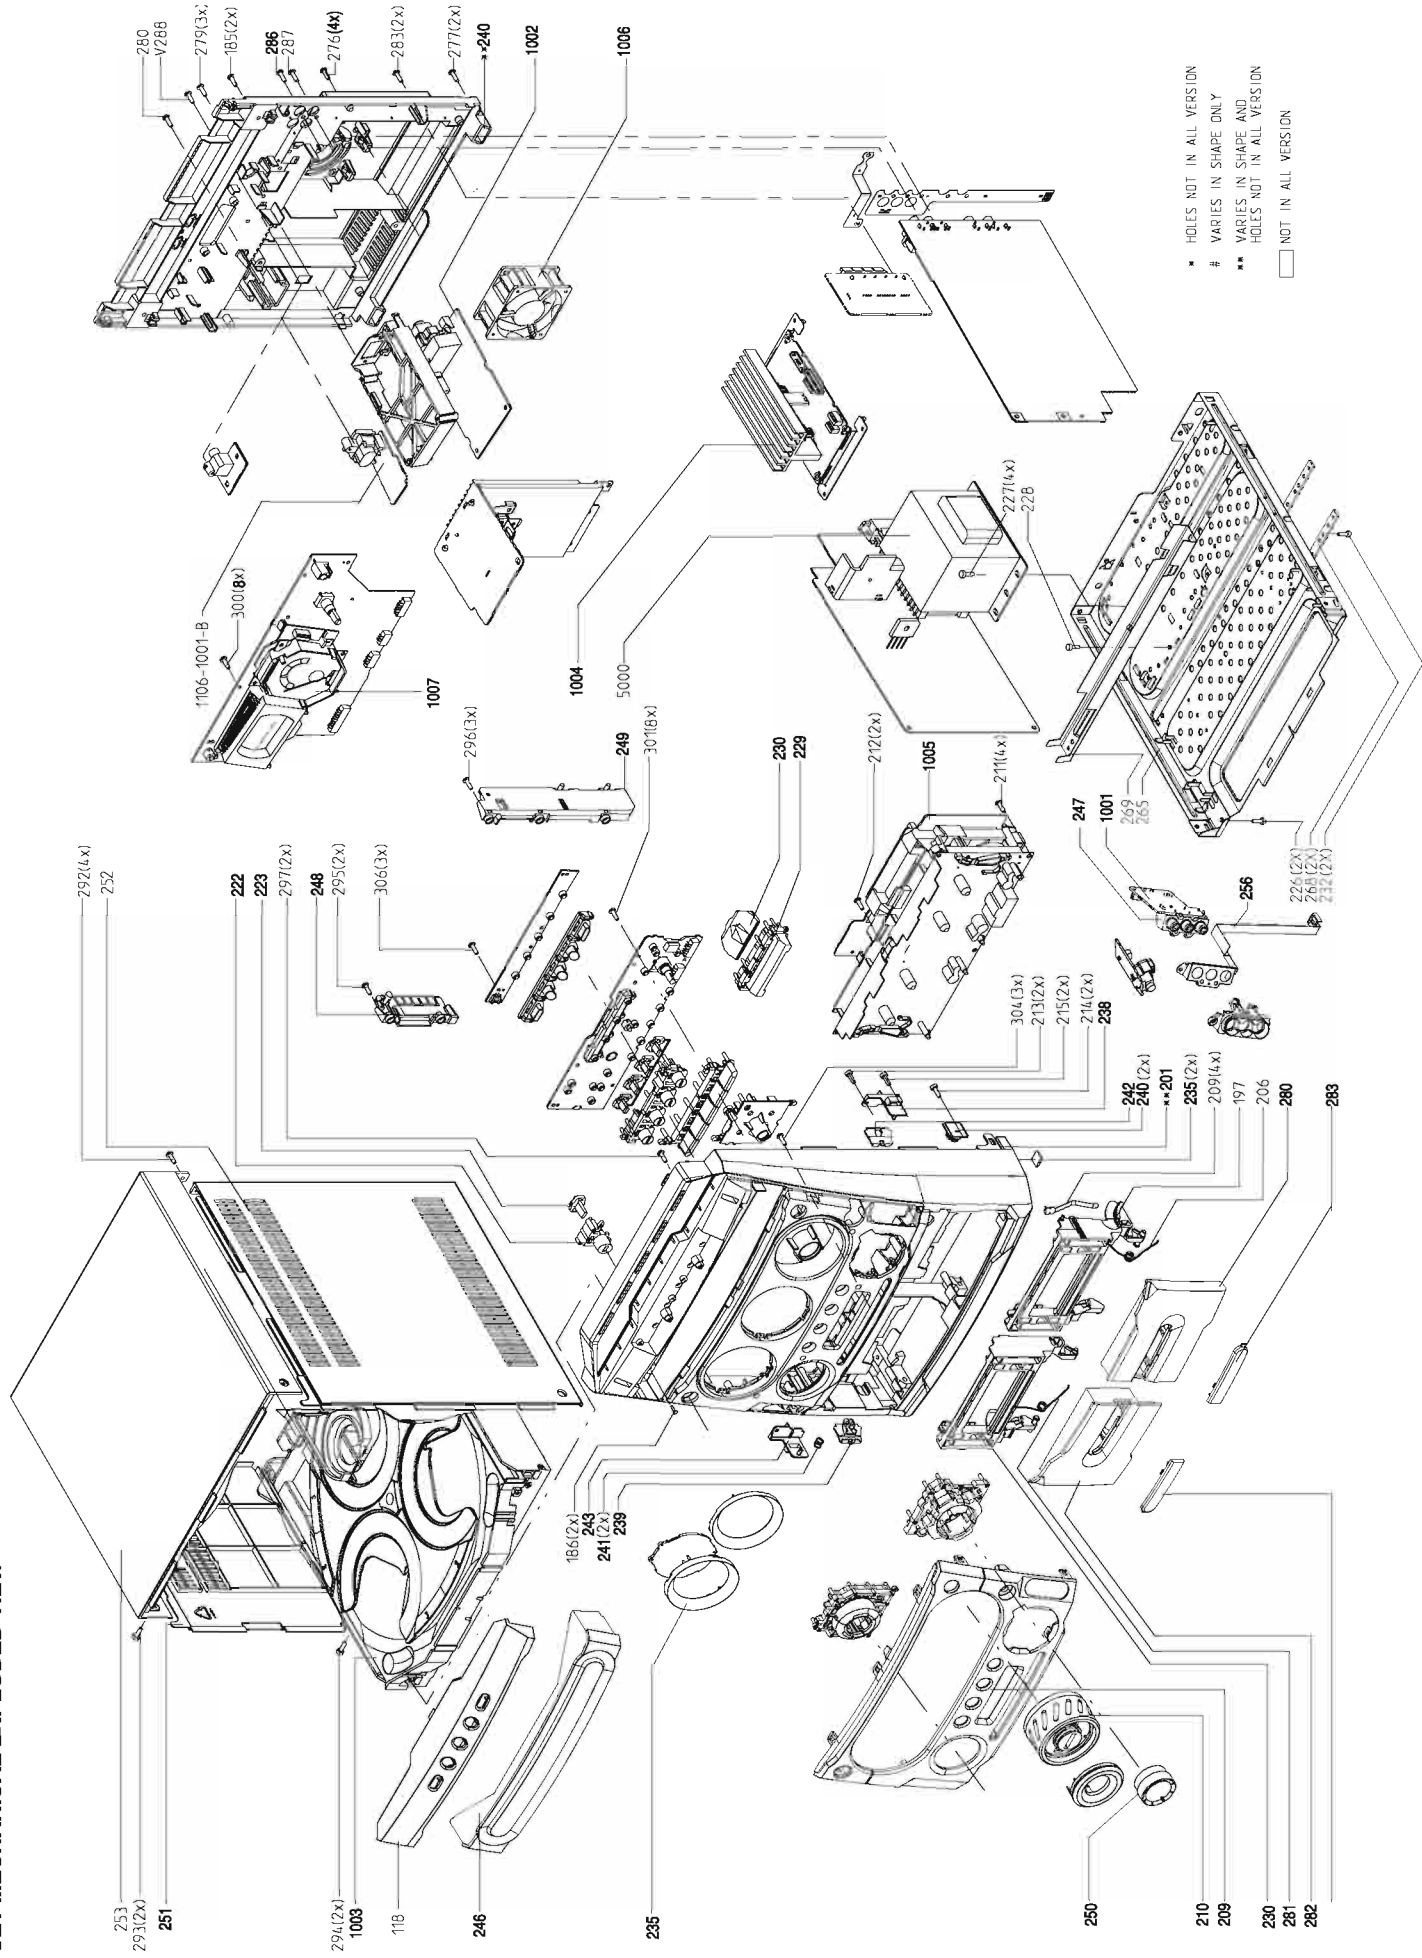 280
V288
279(3x)
185(2x)
286
287
276(4x)
283(2x)
277(2x)
**240
1002
1006
1106-1001-B
300(8x)
1007
1004
5000
227(4x)
228
* HOLES NOT IN ALL VERSION
# VARIES IN SHAPE ONLY
** VARIES IN SHAPE AND
HOLES NOT IN ALL VERSION
NOT IN ALL VERSION
292(4x)
252
222
223
297(2x)
248
295(2x)
306(3x)
296(3x)
249
301(8x)
230
229
212(2x)
1005
211(4x)
247
1001
269
265
226(2x)
268(2x)
232(2x)
256
304(3x)
213(2x)
215(2x)
214(2x)
238
242
240(2x)
**201
235(2x)
209(4x)
197
206
280
283
253
293(2x)
251
294(2x)
1003
118
246
186(2x)
243
241(2x)
239
235
250
210
209
230
281
282